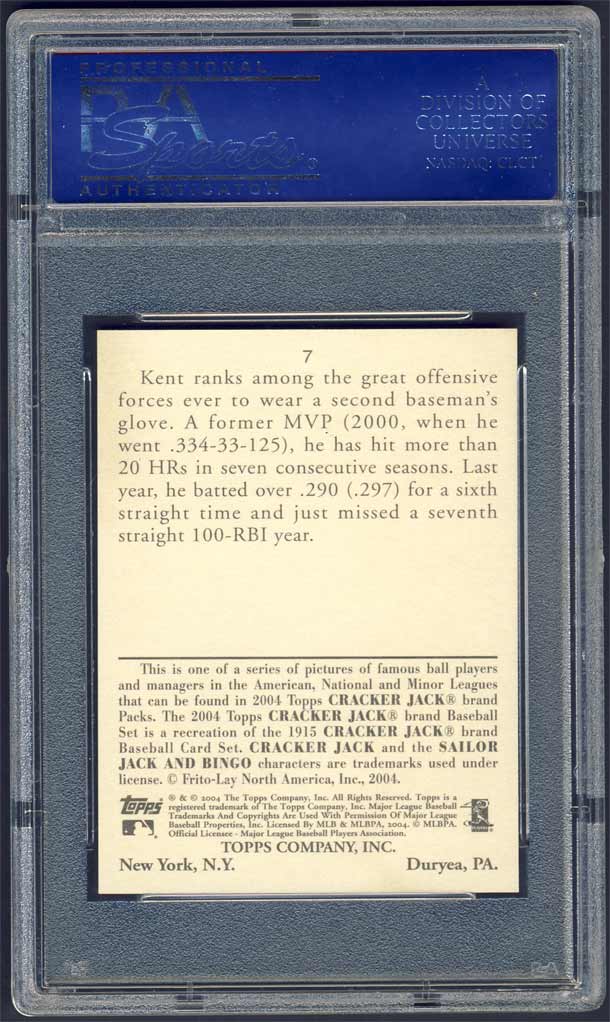 PROFESSIONAL
PSA
Sports
AUTHENTICATOR
A
DIVISION OF
COLLECTORS
UNIVERSE
NASDAQ: CLCT
7
Kent ranks among the great offensive
forces ever to wear a second baseman's
glove. A former MVP (2000, when he
went .334-33-125), he has hit more than
20 HRs in seven consecutive seasons. Last
year, he batted over .290 (.297) for a sixth
straight time and just missed a seventh
straight 100-RBI year.
This is one of a series of pictures of famous ball players
and managers in the American, National and Minor Leagues
that can be found in 2004 Topps CRACKER JACK® brand
Packs. The 2004 Topps CRACKER JACK® brand Baseball
Set is a recreation of the 1915 CRACKER JACK® brand
Baseball Card Set. CRACKER JACK and the SAILOR
JACK AND BINGO characters are trademarks used under
license. © Frito-Lay North America, Inc., 2004.
Topps ® & © 2004 The Topps Company, Inc. All Rights Reserved. Topps is a
registered trademark of The Topps Company, Inc. Major League Baseball
Trademarks And Copyrights Are Used With Permission Of Major League
Baseball Properties, Inc. Licensed By MLB & MLBPA, 2004. © MLBPA.
Official Licensee - Major League Baseball Players Association.
TOPPS COMPANY, INC.
New York, N.Y. Duryea, PA.